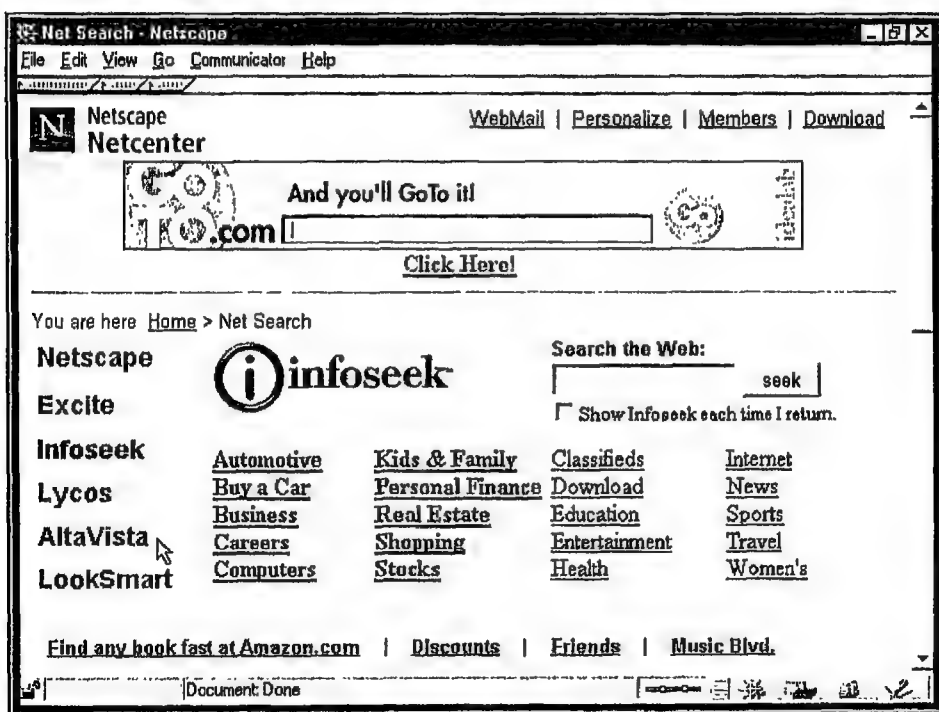 Net Search - Netscape
File Edit View Go Communicator Help
N Netscape
Netcenter
WebMail | Personalize | Members | Download
And you'll GoTo it!
.com
Click Here!
You are here Home > Net Search
Netscape
Excite
Infoseek
Lycos
AltaVista
LookSmart
infoseek
Search the Web:
seek
Show Infoseek each time I return.
Automotive Kids & Family Classifieds Internet
Buy a Car Personal Finance Download News
Business Real Estate Education Sports
Careers Shopping Entertainment Travel
Computers Stocks Health Women's
Find any book fast at Amazon.com | Discounts | Friends | Music Blvd.
Document: Done